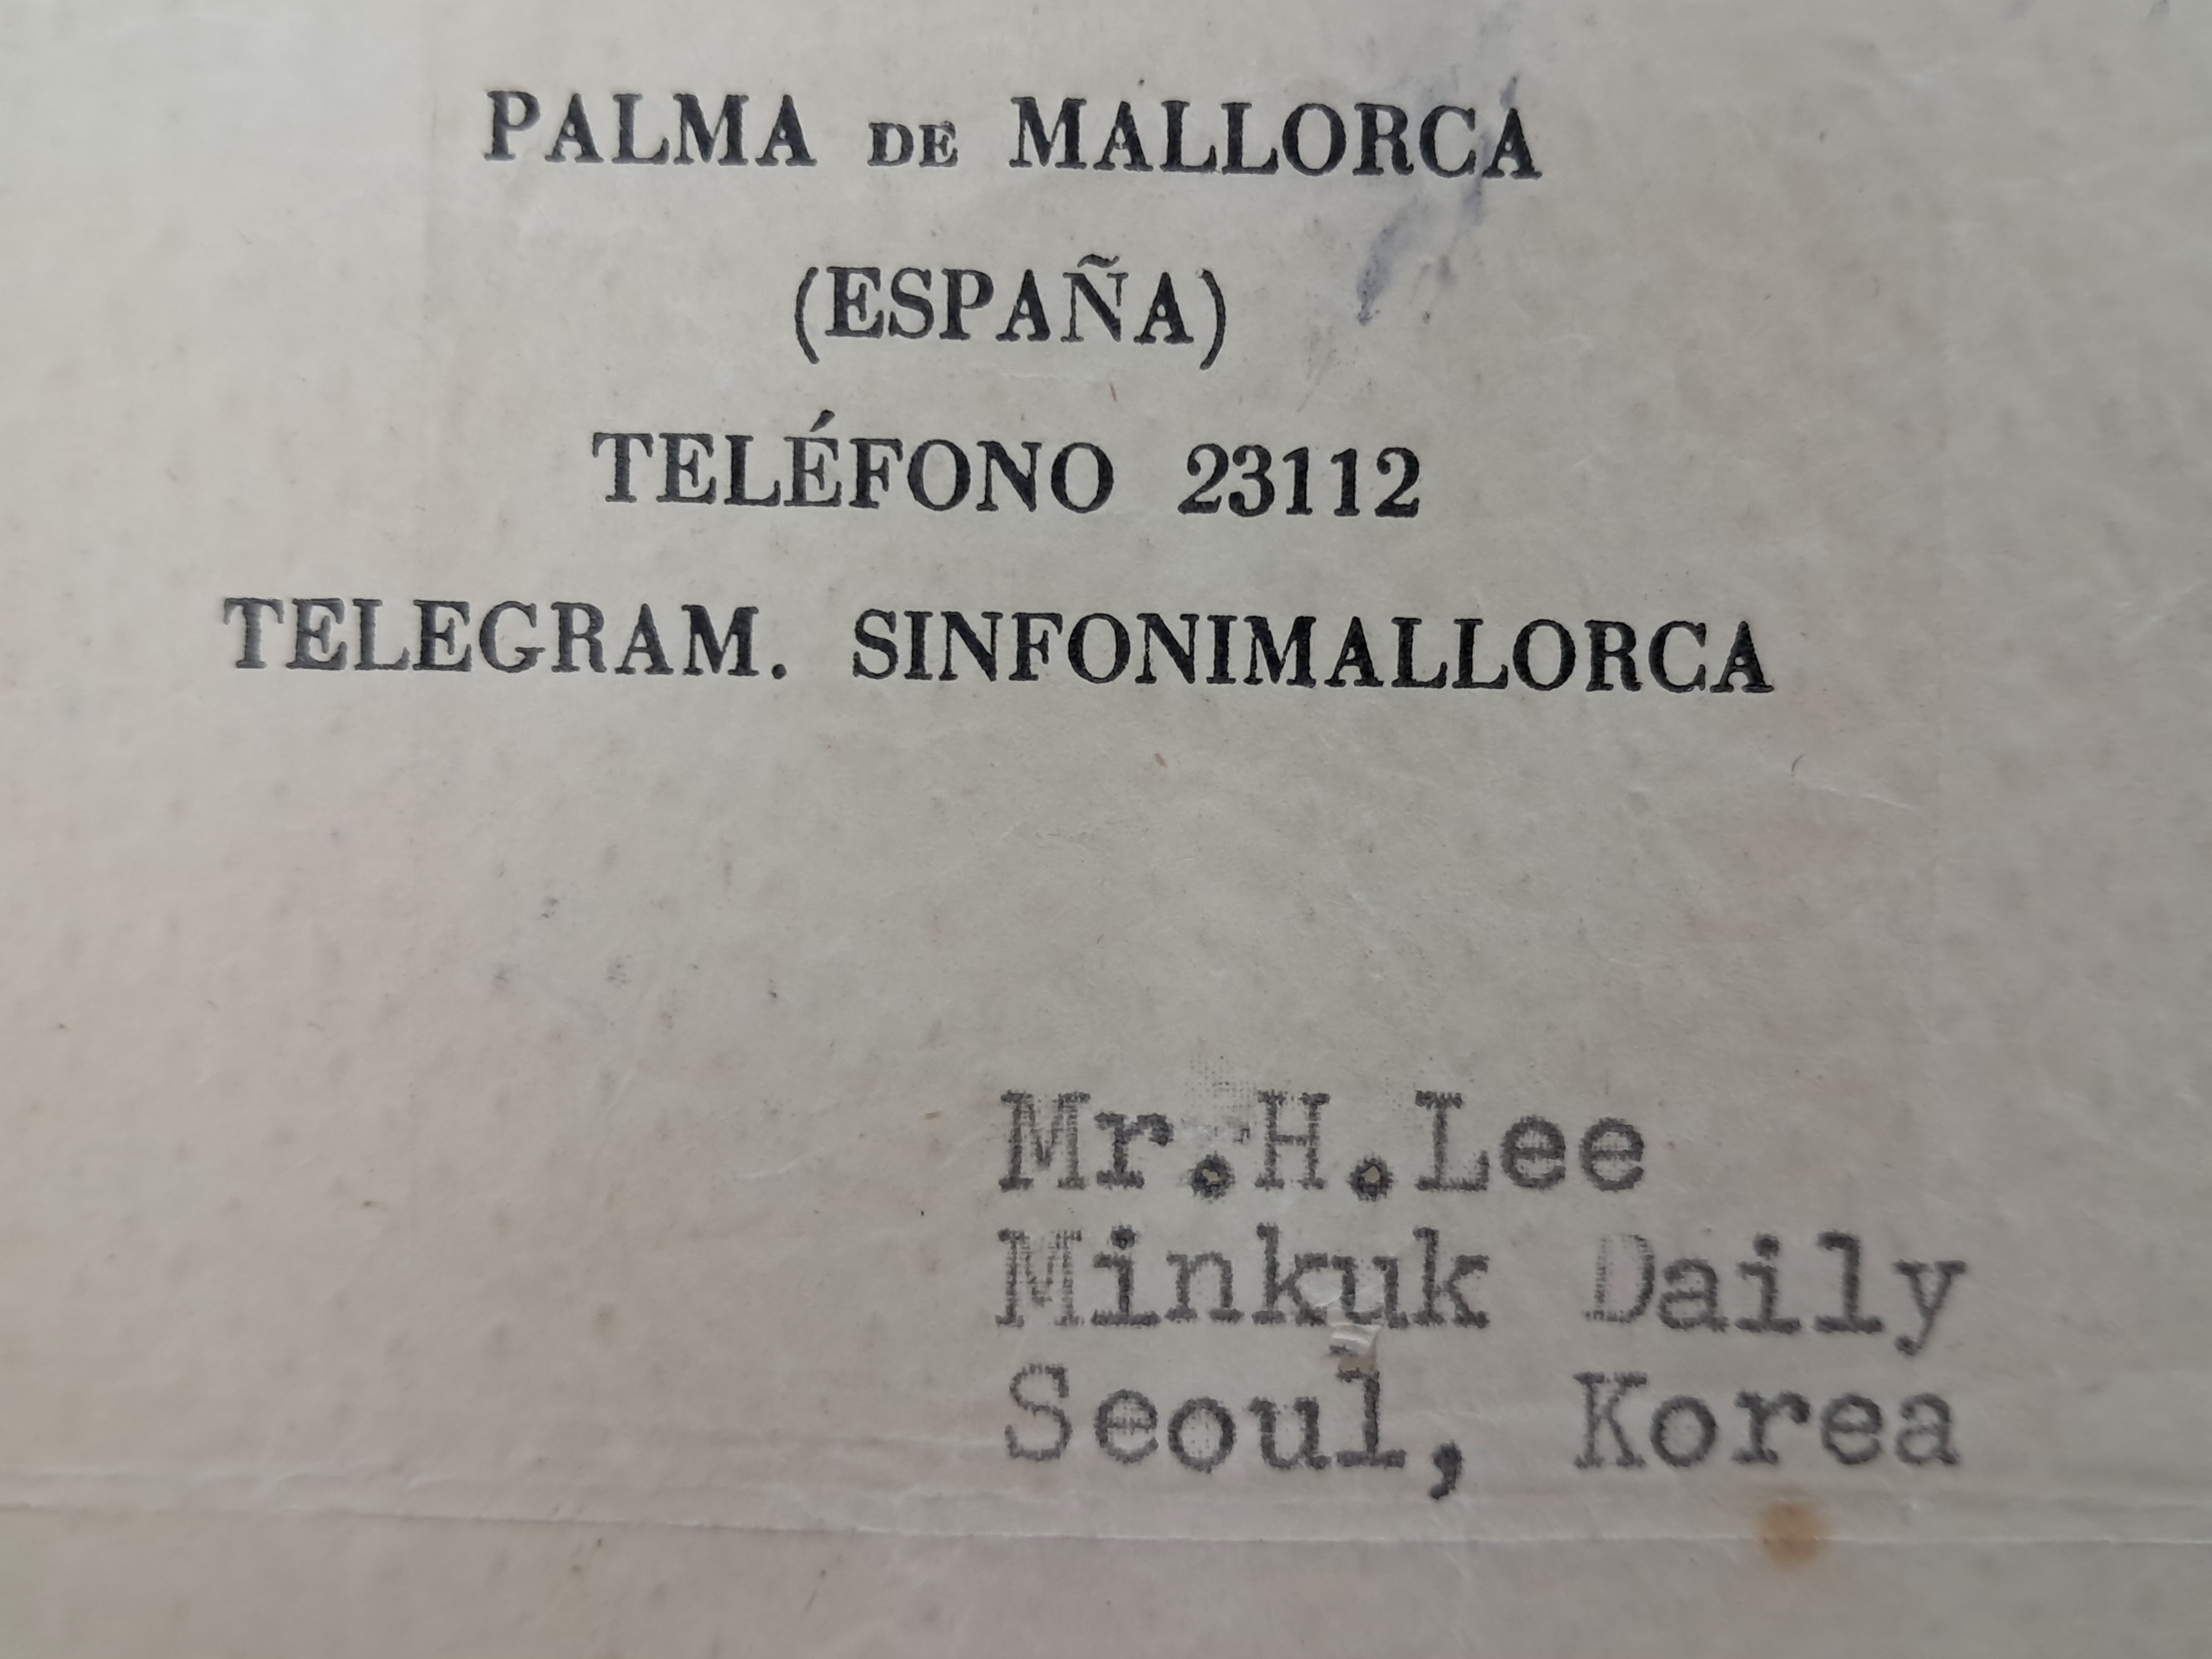 PALMA DE MALLORCA
(ESPAÑA)
TELÉFONO 23112
TELEGRAM. SINFONIMALLORCA
Mr.H.Lee
Minkuk Daily
Seoul, Korea